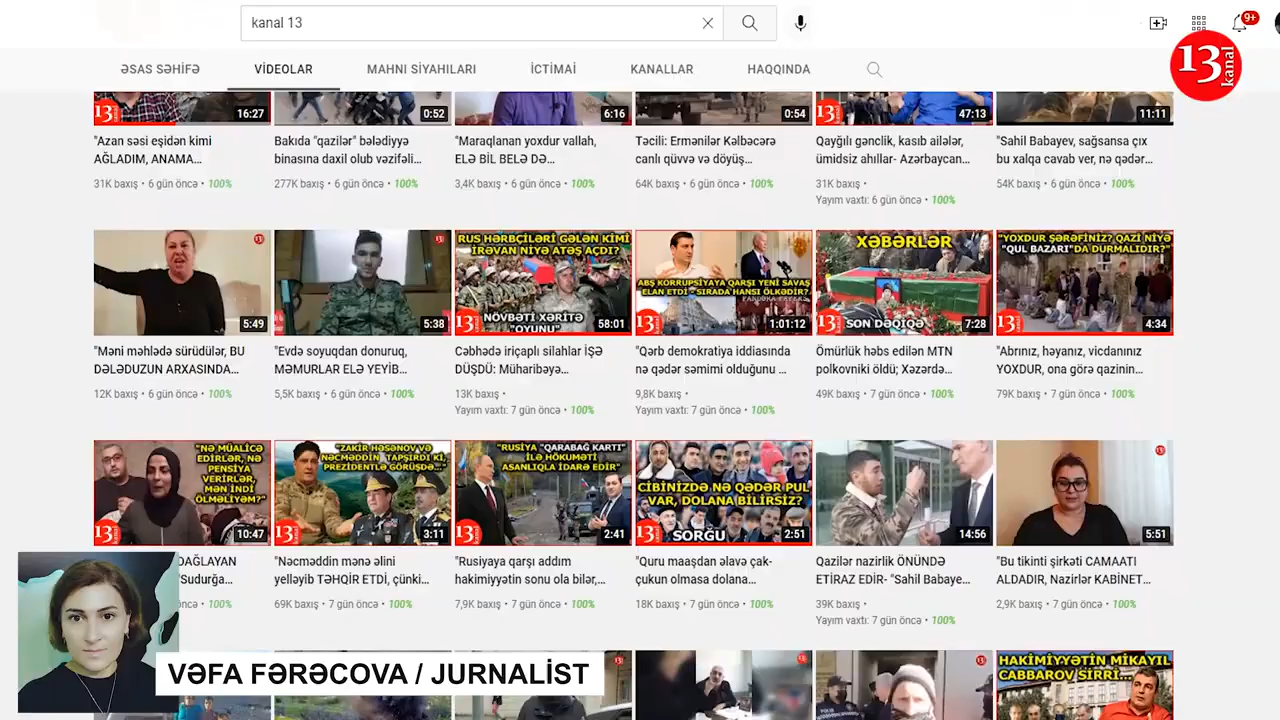 kanal 13
9+
13 kanal
ƏSAS SƏHİFƏ VİDEOLAR MAHNI SİYAHILARI İCTİMAİ KANALLAR HAQQINDA
16:27 0:52 6:16 0:54 47:13 11:11
"Azan səsi eşidən kimi
AĞLADIM, ANAMA...
31K baxış • 6 gün öncə • 100%
Bakıda "qazilər" bələdiyyə
binasına daxil olub vəzifəli...
277K baxış • 6 gün öncə • 100%
"Maraqlanan yoxdur vallah,
ELƏ BİL BELƏ DƏ...
3,4K baxış • 6 gün öncə • 100%
Təcili: Ermənilər Kəlbəcərə
canlı qüvvə və döyüş...
64K baxış • 6 gün öncə • 100%
Qayğılı gənclik, kasıb ailələr,
ümidsiz ahıllar- Azərbaycan...
31K baxış •
Yayım vaxtı: 6 gün öncə • 100%
"Sahil Babayev, sağsansa çıx
bu xalqa cavab ver, nə qədər...
54K baxış • 6 gün öncə • 100%
5:49
"Məni məhlədə sürüdülər, BU
DƏLƏDUZUN ARXASINDA...
12K baxış • 6 gün öncə • 100%
5:38
"Evdə soyuqdan donuruq,
MƏMURLAR ELƏ YEYİB...
5,5K baxış • 6 gün öncə • 100%
RUS HƏRBÇİLƏRİ GƏLƏN KİMİ
İRƏVAN NİYƏ ATƏŞ AÇDI?
NÖVBƏTİ XƏRİTƏ
"OYUNU"
58:01
Cəbhədə iriçaplı silahlar İŞƏ
DÜŞDÜ: Müharibəyə...
13K baxış •
Yayım vaxtı: 7 gün öncə • 100%
ABŞ KORRUPSİYAYA QARŞI YENİ SAVAŞ
ELAN ETDİ - SIRADA HANSI ÖLKƏDİR?
PANDORA PAPERS
1:01:12
"Qərb demokratiya iddiasında
nə qədər səmimi olduğunu ...
9,8K baxış •
Yayım vaxtı: 7 gün öncə • 100%
XƏBƏRLƏR
SON DƏQİQƏ
7:28
Ömürlük həbs edilən MTN
polkovniki öldü; Xəzərdə...
49K baxış • 7 gün öncə • 100%
"YOXDUR ŞƏRƏFİNİZ? QAZİ NİYƏ
"QUL BAZARI"DA DURMALIDIR?"
4:34
"Abrınız, həyanız, vicdanınız
YOXDUR, ona görə qazinin...
79K baxış • 7 gün öncə • 100%
"NƏ MÜALİCƏ
EDİRLƏR, NƏ
PENSİYA
VERİRLƏR,
MƏN İNDİ
ÖLMƏLİYƏM?"
10:47
DAĞLAYAN
"Sudurğa...
öncə • 100%
"ZAKİR HƏSƏNOV VƏ
NƏCMƏDDİN TAPŞIRDI Kİ,
PREZİDENTLƏ GÖRÜŞDƏ..."
3:11
"Nəcməddin mənə əlini
yelləyib TƏHQİR ETDİ, çünki...
69K baxış • 7 gün öncə • 100%
"RUSİYA "QARABAĞ KARTI"
İLƏ HÖKUMƏTİ
ASANLIQLA İDARƏ EDİR"
2:41
"Rusiyaya qarşı addım
hakimiyyətin sonu ola bilər,...
7,9K baxış • 7 gün öncə • 100%
CİBİNİZDƏ NƏ QƏDƏR PUL
VAR, DOLANA BİLİRSİZ?
SORĞU
2:51
"Quru maaşdan əlavə çak-
çukun olmasa dolana...
18K baxış • 7 gün öncə • 100%
14:56
Qazilər nazirlik ÖNÜNDƏ
ETİRAZ EDİR- "Sahil Babaye...
39K baxış •
Yayım vaxtı: 7 gün öncə • 100%
5:51
"Bu tikinti şirkəti CAMAATI
ALDADIR, Nazirlər KABİNET...
2,9K baxış • 7 gün öncə • 100%
VƏFA FƏRƏCOVA / JURNALİST
HAKİMİYYƏTİN MİKAYIL
CABBAROV SİRRİ...